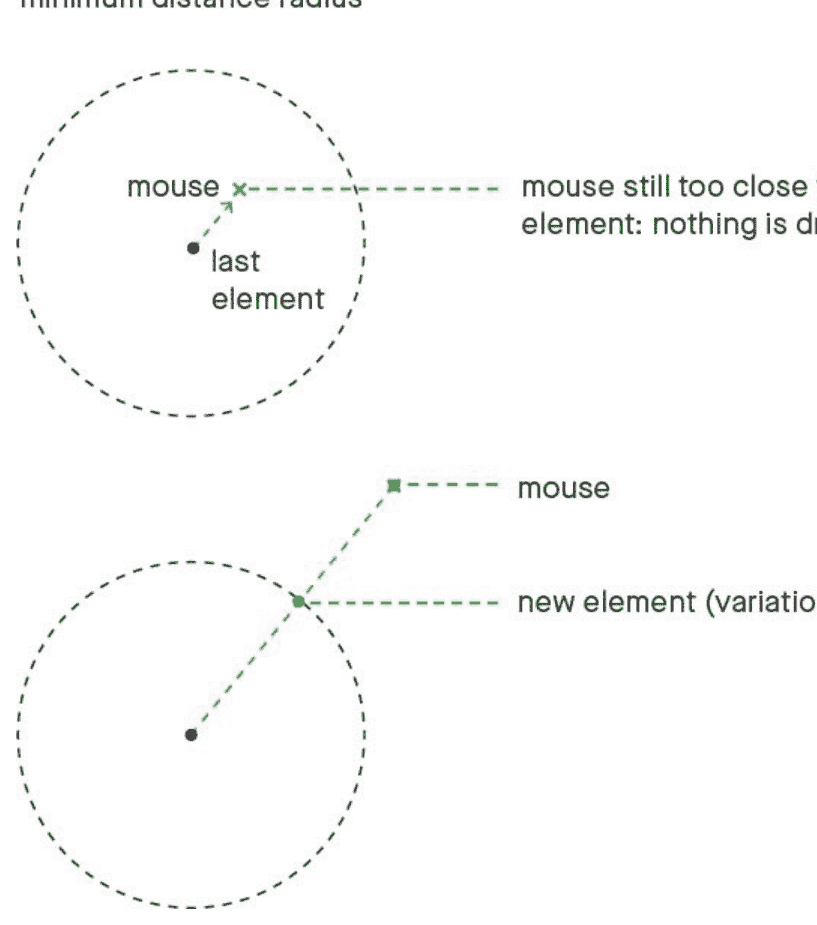 minimum distance radius
mouse
mouse still too close
element: nothing is
last
element
mouse
new element